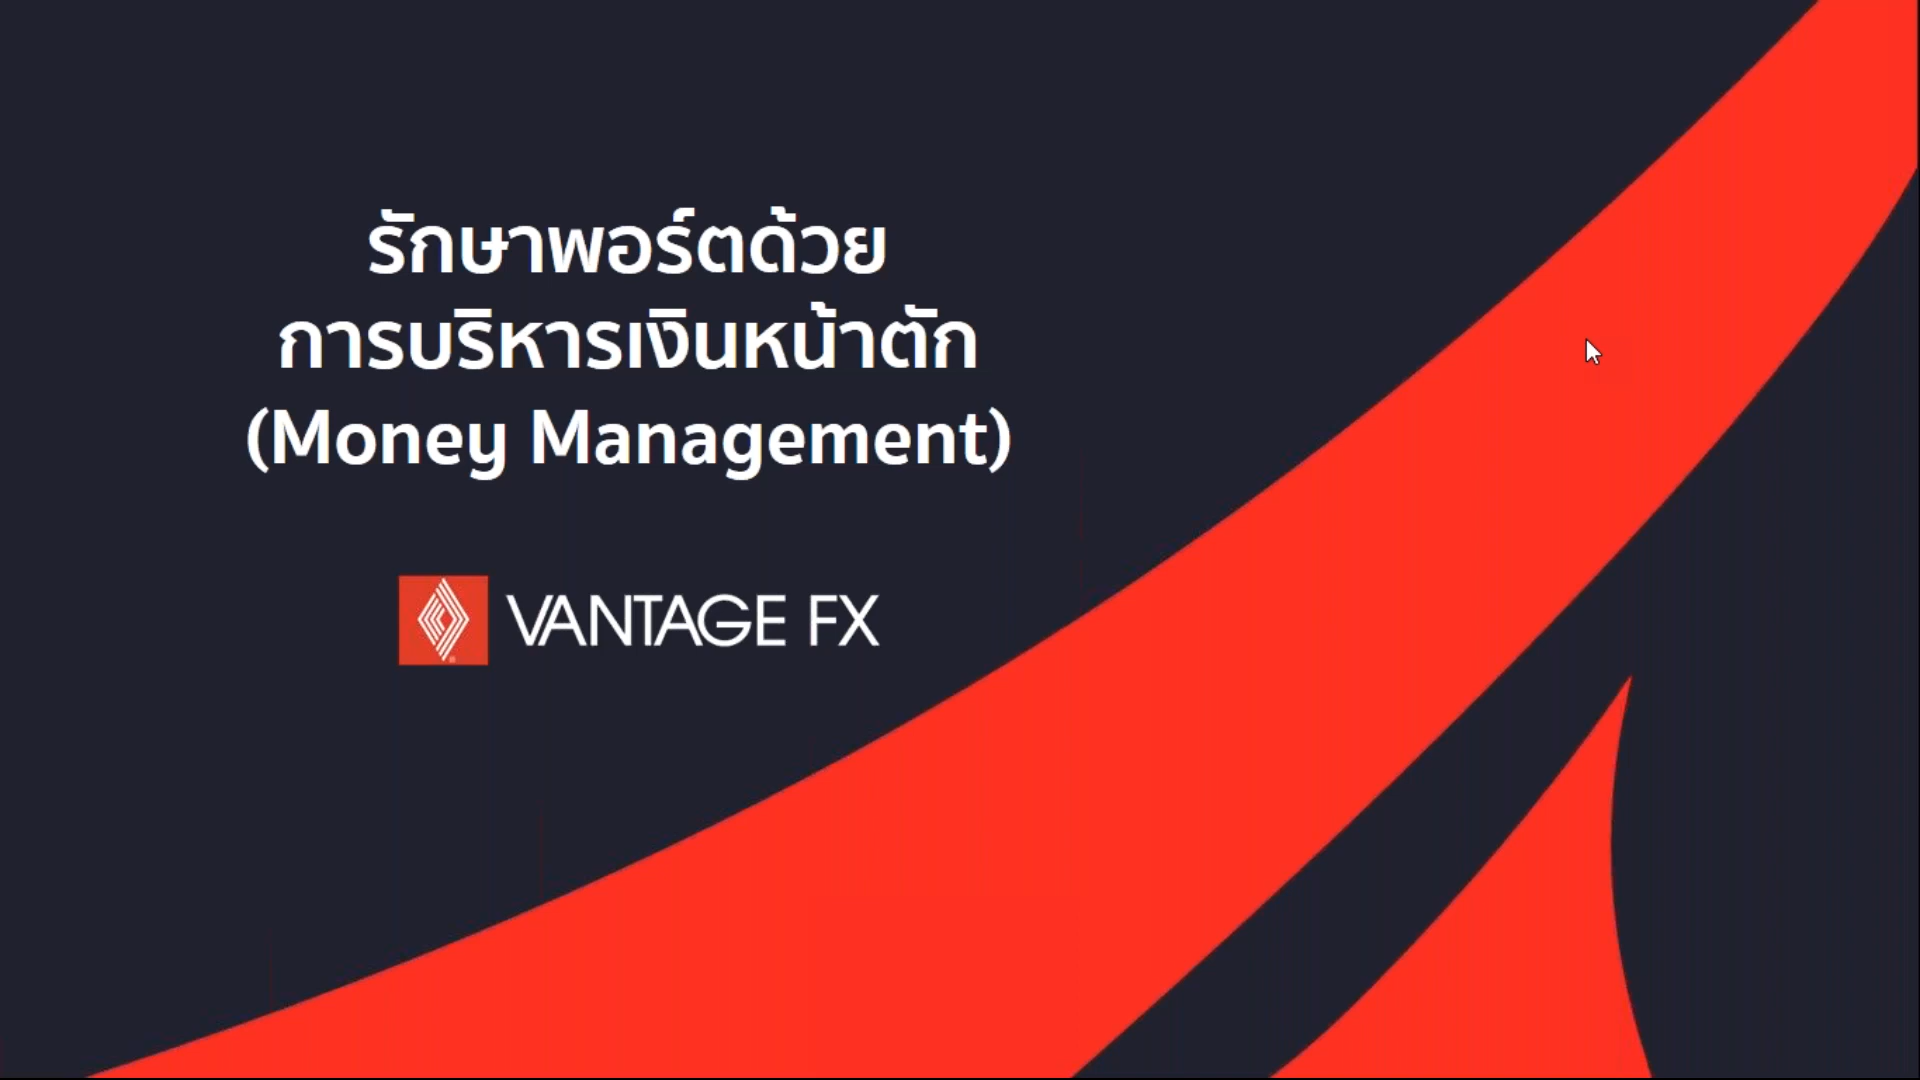 รักษาพอร์ตด้วย
การบริหารเงินหน้าตัก
(Money Management)
VANTAGE FX